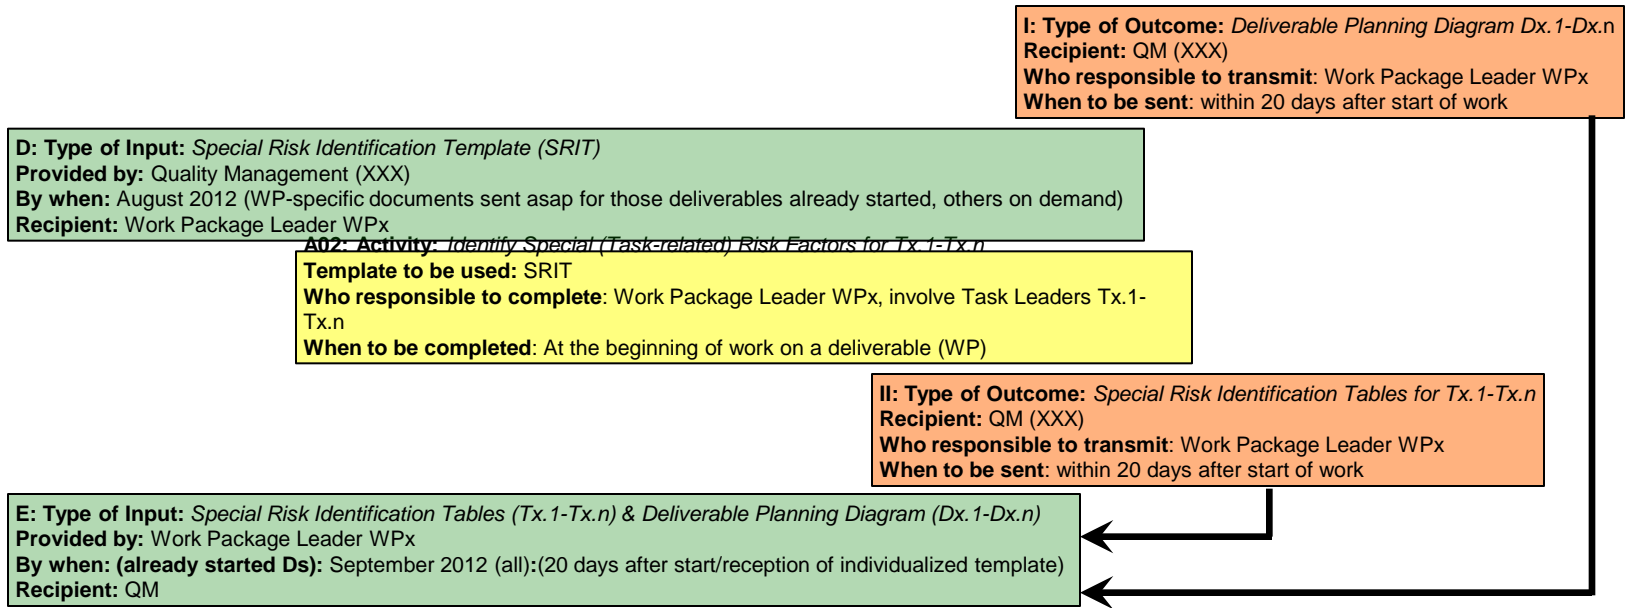 I: Type of Outcome: Deliverable Planning Diagram Dx.1-Dx.n
Recipient: QM (XXX)
Who responsible to transmit: Work Package Leader WPx
When to be sent: within 20 days after start of work
D: Type of Input: Special Risk Identification Template (SRIT)
Provided by: Quality Management (XXX)
By when: August 2012 (WP-specific documents sent asap for those deliverables already started, others on demand)
Recipient: Work Package Leader WPx
A02: Activity: Identify Special (Task-related) Risk Factors for Tx.1-Tx.n
Template to be used: SRIT
Who responsible to complete: Work Package Leader WPx, involve Task Leaders Tx.1-
Tx.n
When to be completed: At the beginning of work on a deliverable (WP)
II: Type of Outcome: Special Risk Identification Tables for Tx.1-Tx.n
Recipient: QM (XXX)
Who responsible to transmit: Work Package Leader WPx
When to be sent: within 20 days after start of work
E: Type of Input: Special Risk Identification Tables (Tx.1-Tx.n) & Deliverable Planning Diagram (Dx.1-Dx.n)
Provided by: Work Package Leader WPx
By when: (already started Ds): September 2012 (all):(20 days after start/reception of individualized template)
Recipient: QM